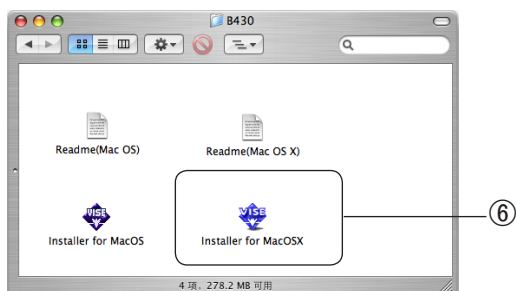 B430
Readme(Mac OS)
Readme(Mac OS X)
VISE
VISE
Installer for MacOS
Installer for MacOSX
⑥
4 项, 278.2 MB 可用